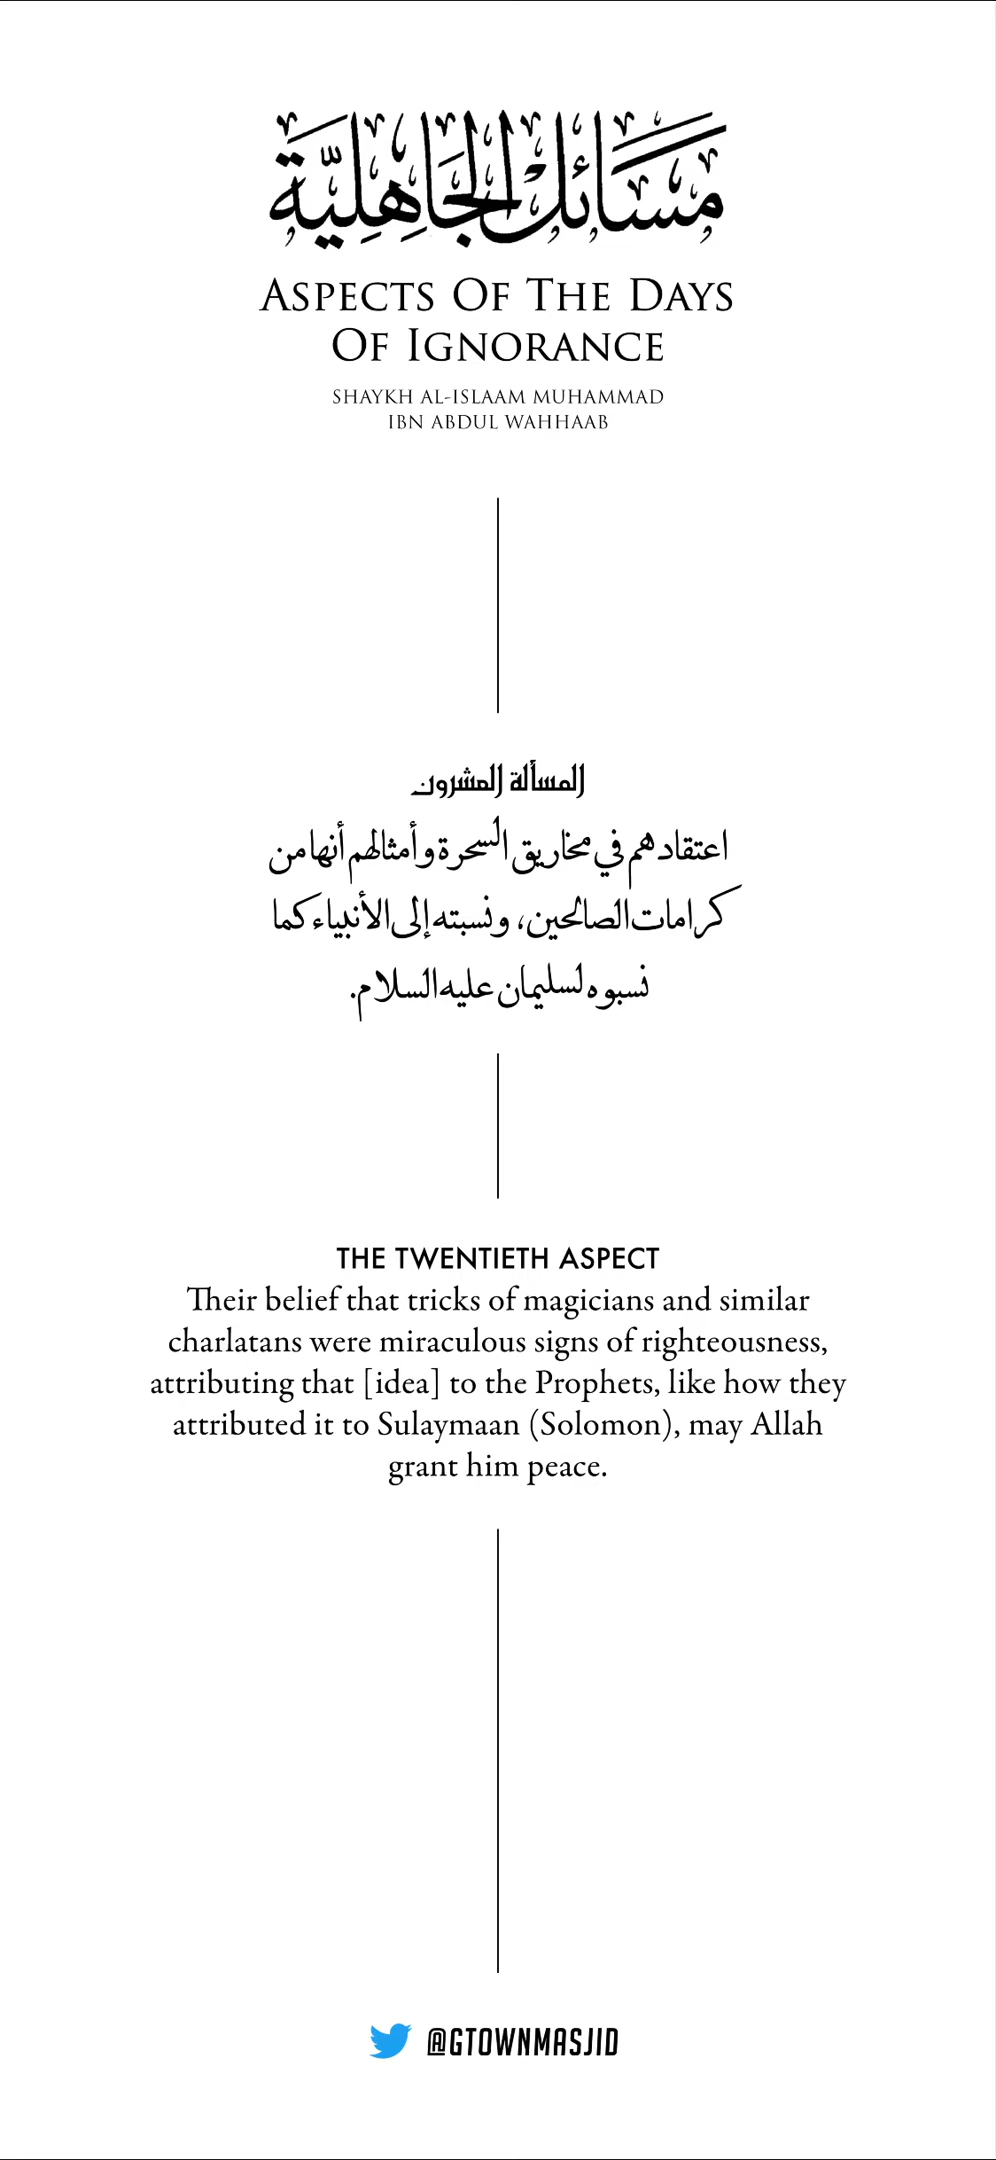 مَسَائِلُ الجَاهِلِيَّة
ASPECTS OF THE DAYS
OF IGNORANCE
SHAYKH AL-ISLAAM MUHAMMAD
IBN ABDUL WAHHAAB
المسألة العشرون
اعتقادهم في مخاريق السحرة وأمثالهم أنها من
كرامات الصالحين، ونسبته إلى الأنبياء كما
نسبوه لسليمان عليه السلام.
THE TWENTIETH ASPECT
Their belief that tricks of magicians and similar
charlatans were miraculous signs of righteousness,
attributing that [idea] to the Prophets, like how they
attributed it to Sulaymaan (Solomon), may Allah
grant him peace.
@GTOWNMASJID